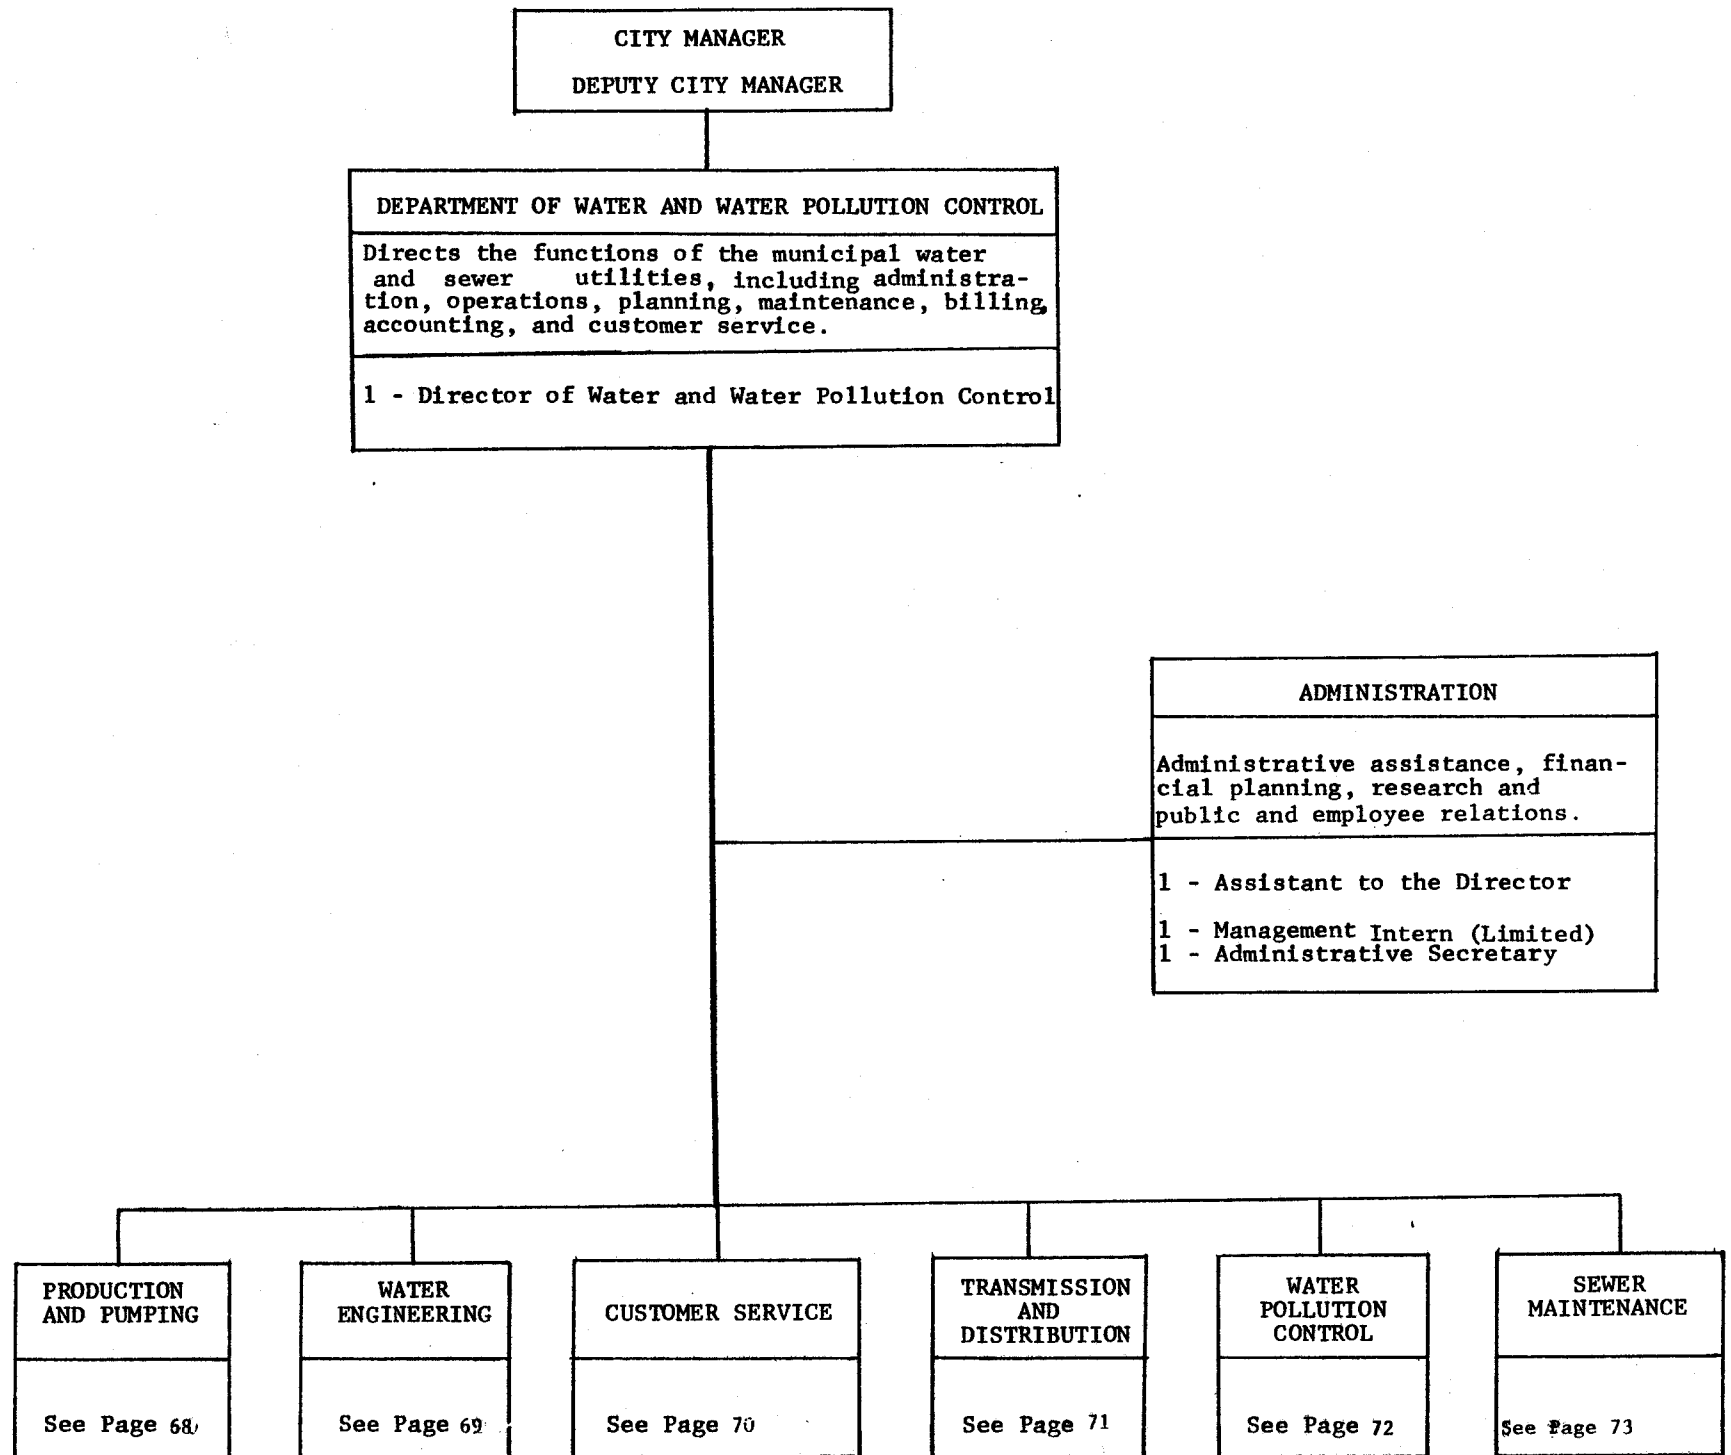 CITY MANAGER
DEPUTY CITY MANAGER
DEPARTMENT OF WATER AND WATER POLLUTION CONTROL
Directs the functions of the municipal water
and sewer utilities, including administra-
tion, operations, planning, maintenance, billing,
accounting, and customer service.
1 - Director of Water and Water Pollution Control
ADMINISTRATION
Administrative assistance, finan-
cial planning, research and
public and employee relations.
1 - Assistant to the Director
1 - Management Intern (Limited)
1 - Administrative Secretary
PRODUCTION
AND PUMPING
See Page 68
WATER
ENGINEERING
See Page 69
CUSTOMER SERVICE
See Page 70
TRANSMISSION
AND
DISTRIBUTION
See Page 71
WATER
POLLUTION
CONTROL
See Page 72
SEWER
MAINTENANCE
See Page 73